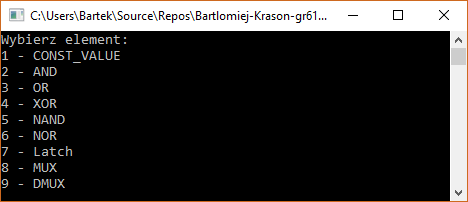 C:\Users\Bartek\Source\Repos\Bartlomiej-Krason-gr61...
Wybierz element:
1 - CONST_VALUE
2 - AND
3 - OR
4 - XOR
5 - NAND
6 - NOR
7 - Latch
8 - MUX
9 - DMUX